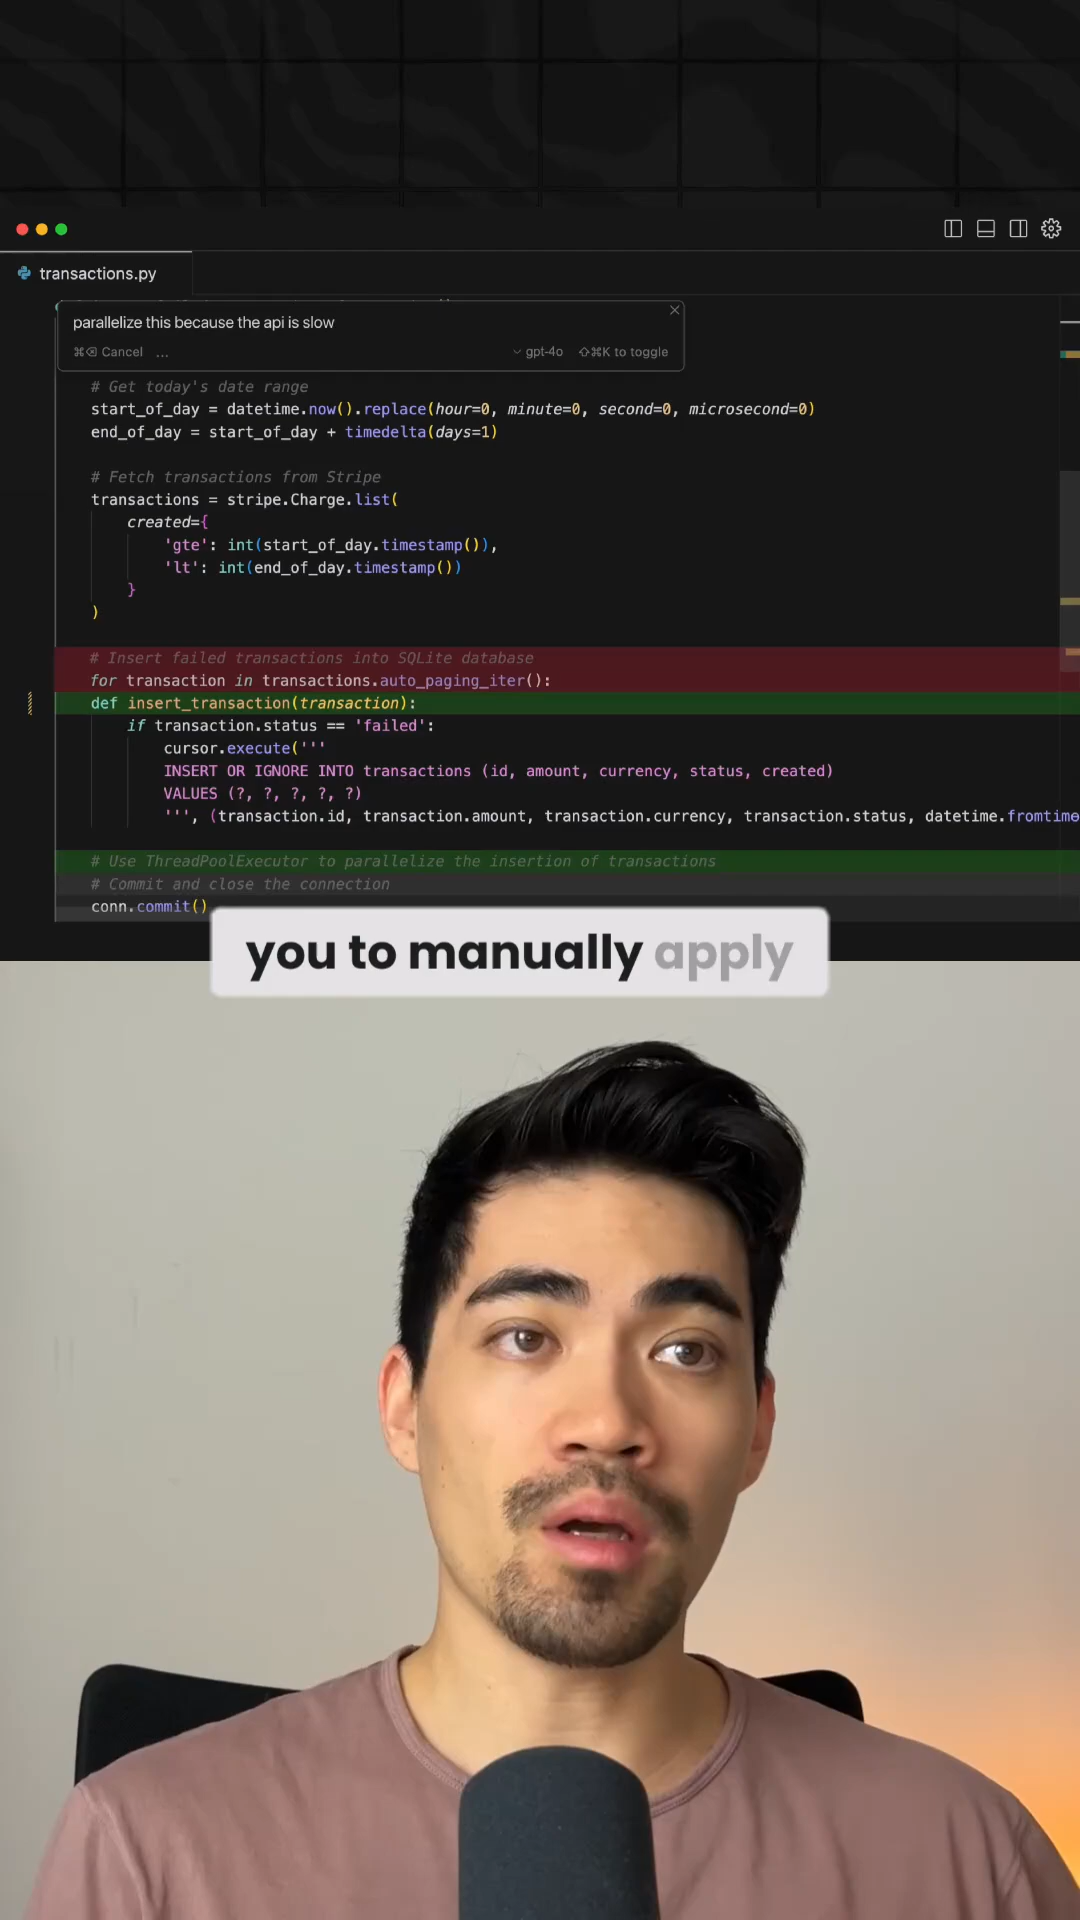 transactions.py
parallelize this because the api is slow
⌘⌫ Cancel ...
gpt-4o ⇧⌘K to toggle
# Get today's date range
start_of_day = datetime.now().replace(hour=0, minute=0, second=0, microsecond=0)
end_of_day = start_of_day + timedelta(days=1)
# Fetch transactions from Stripe
transactions = stripe.Charge.list(
created={
'gte': int(start_of_day.timestamp()),
'lt': int(end_of_day.timestamp())
}
)
# Insert failed transactions into SQLite database
for transaction in transactions.auto_paging_iter():
def insert_transaction(transaction):
if transaction.status == 'failed':
cursor.execute('''
INSERT OR IGNORE INTO transactions (id, amount, currency, status, created)
VALUES (?, ?, ?, ?, ?)
''', (transaction.id, transaction.amount, transaction.currency, transaction.status, datetime.fromtime
# Use ThreadPoolExecutor to parallelize the insertion of transactions
# Commit and close the connection
conn.commit()
you to manually apply